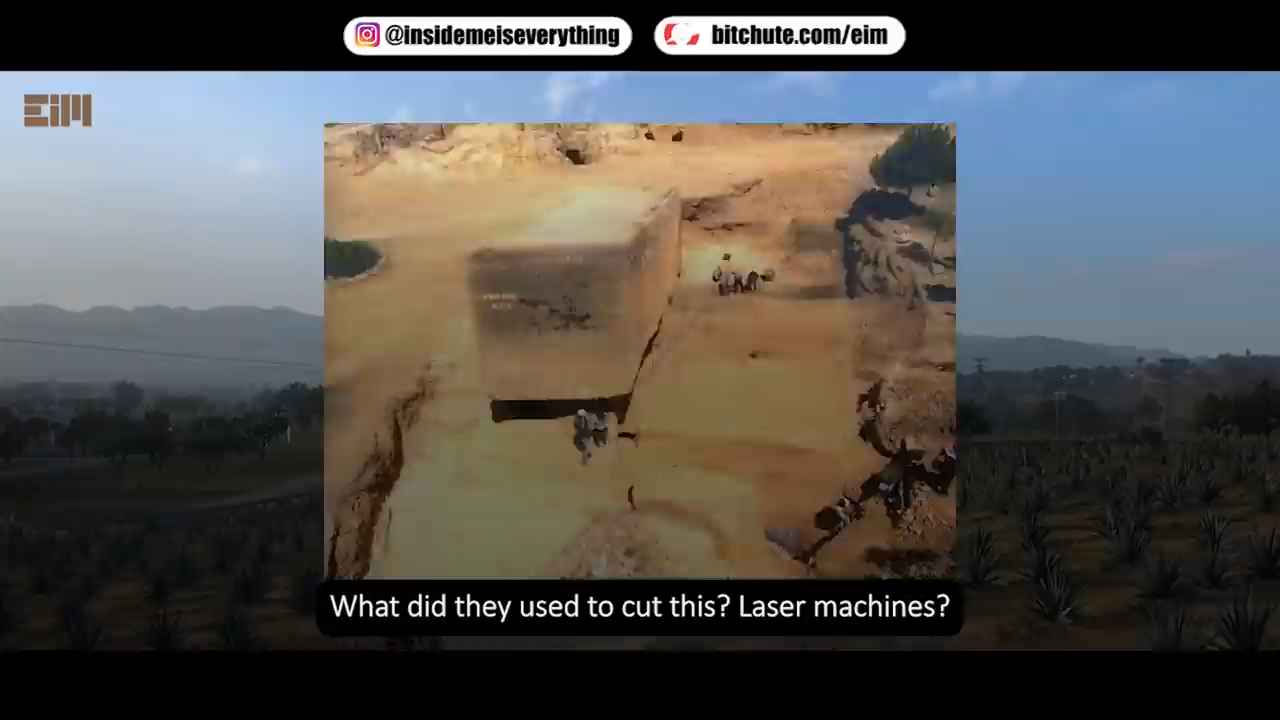 @insidemeiseverything
bitchute.com/eim
EiM
What did they used to cut this? Laser machines?